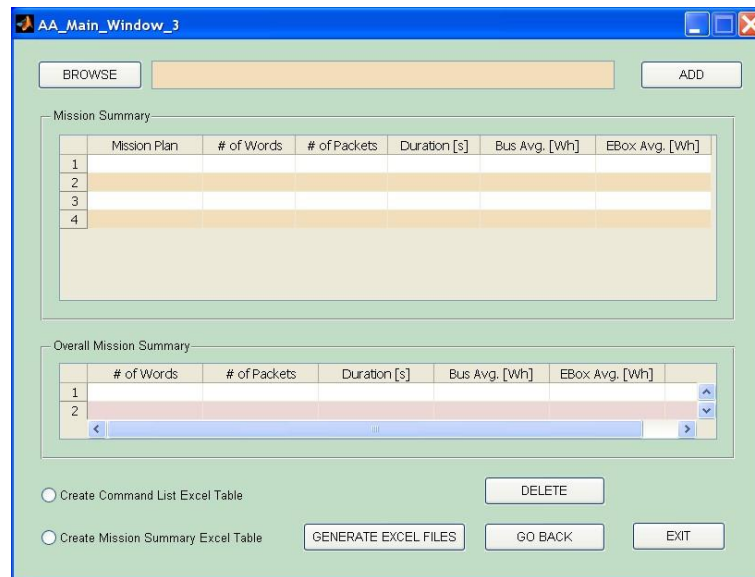 AA_Main_Window_3
BROWSE ADD
Mission Summary
Mission Plan # of Words # of Packets Duration [s] Bus Avg. [Wh] EBox Avg. [Wh]
1
2
3
4
Overall Mission Summary
# of Words # of Packets Duration [s] Bus Avg. [Wh] EBox Avg. [Wh]
1
2
Create Command List Excel Table DELETE
Create Mission Summary Excel Table GENERATE EXCEL FILES GO BACK EXIT